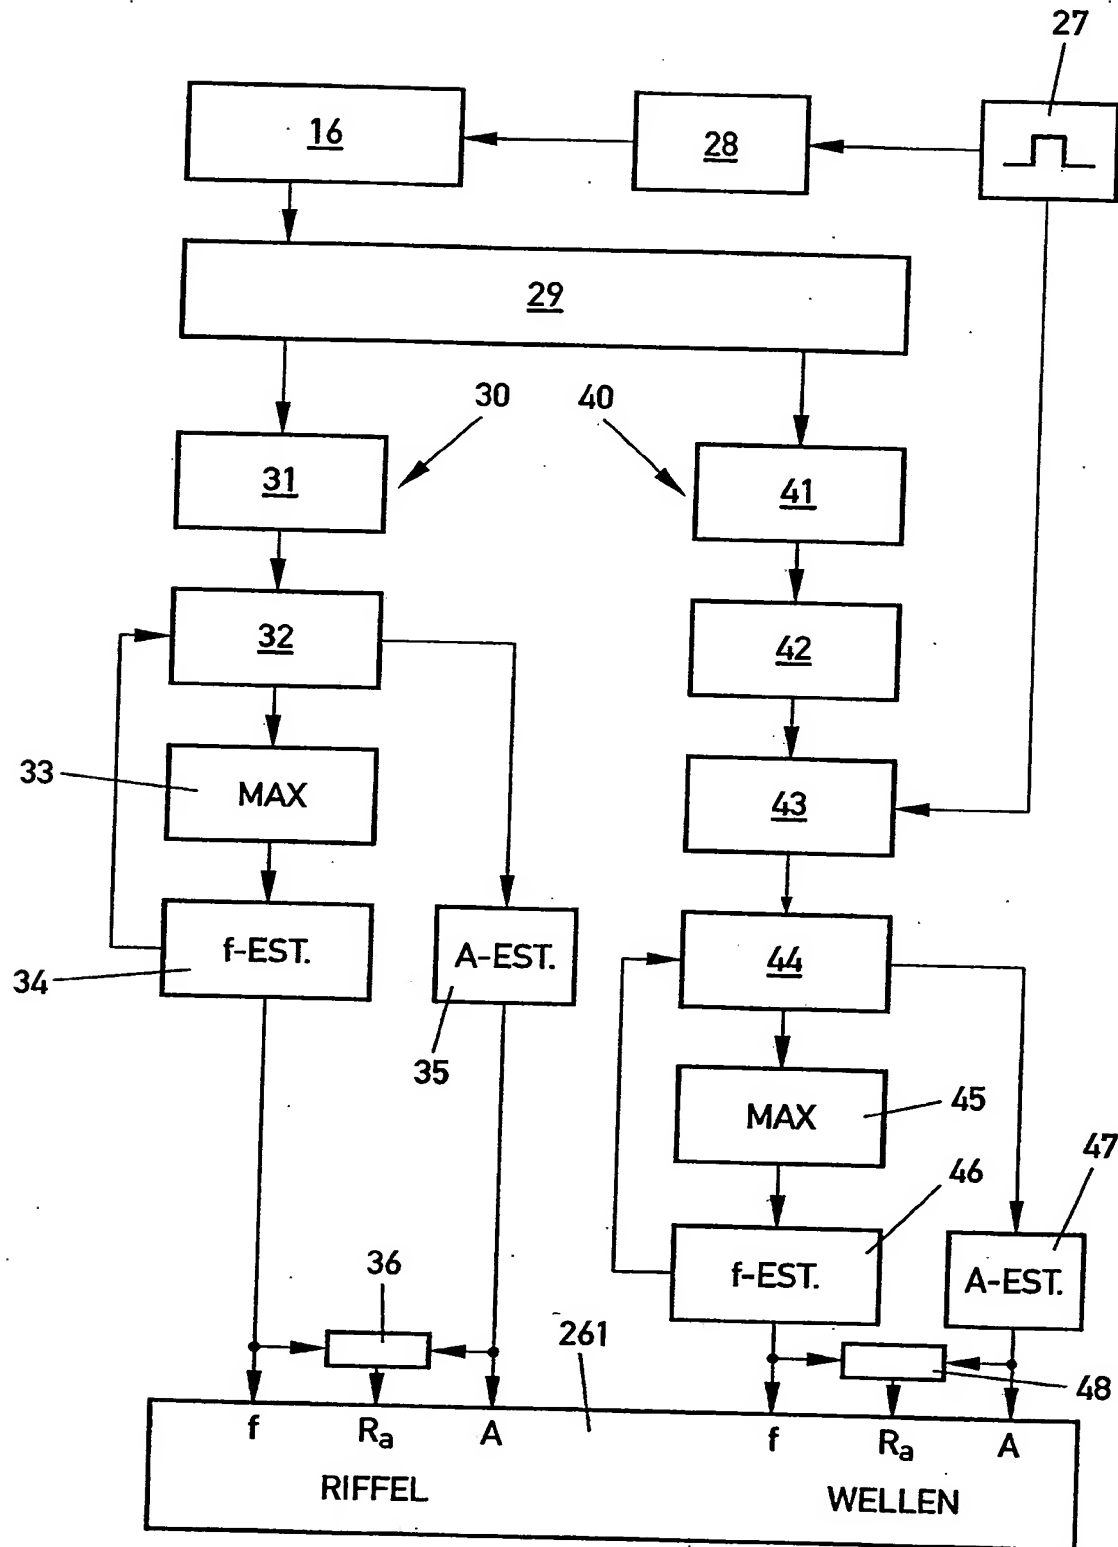 27
16
28
29
30
40
31
41
32
42
33
MAX
43
f-EST.
A-EST.
44
34
35
MAX
45
47
46
36
f-EST.
A-EST.
261
48
f
Ra
A
f
Ra
A
RIFFEL
WELLEN